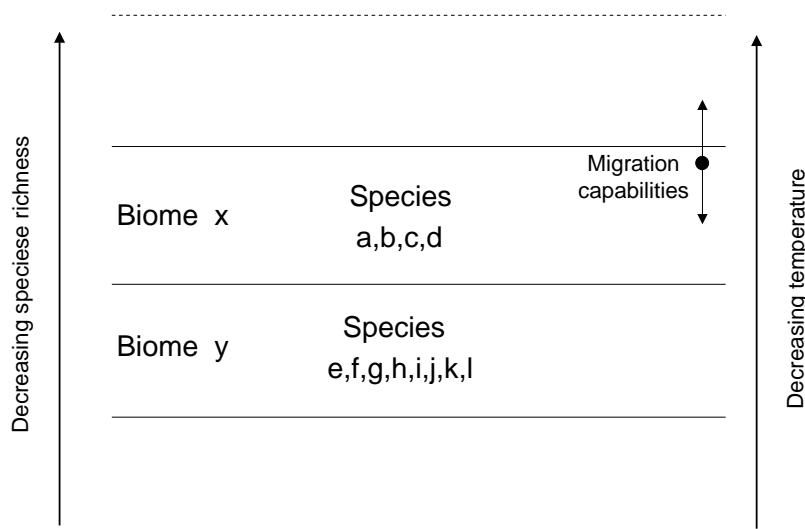 Decreasing speciese richness
Biome x
Species
a,b,c,d
Migration
capabilities
Biome y
Species
e,f,g,h,i,j,k,l
Decreasing temperature